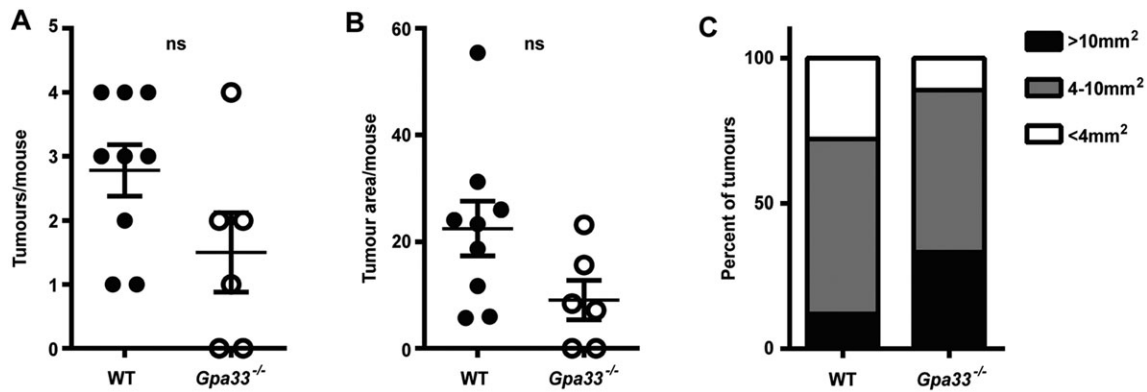 A
ns
Tumours/mouse
5
4
3
2
1
0
WT
Gpa33-/-
B
ns
Tumour area/mouse
60
40
20
0
WT
Gpa33-/-
C
Percent of tumours
100
50
0
WT
Gpa33-/-
>10mm2
4-10mm2
<4mm2